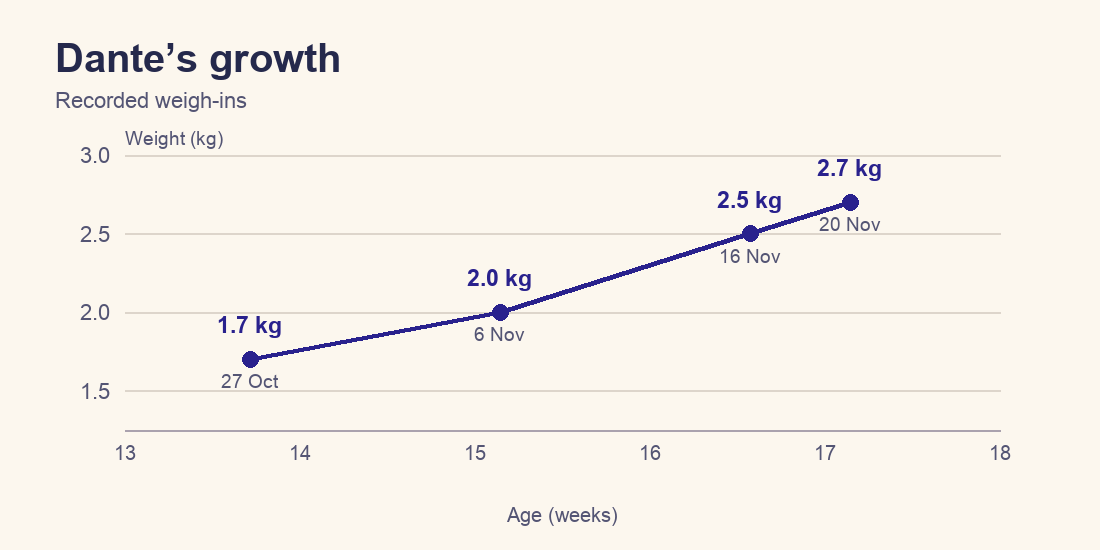 Dante’s growth
Recorded weigh-ins
Weight (kg)
3.0
2.7 kg
2.5 kg
20 Nov
2.5
16 Nov
2.0 kg
2.0
1.7 kg
6 Nov
27 Oct
1.5
13 14 15 16 17 18
Age (weeks)